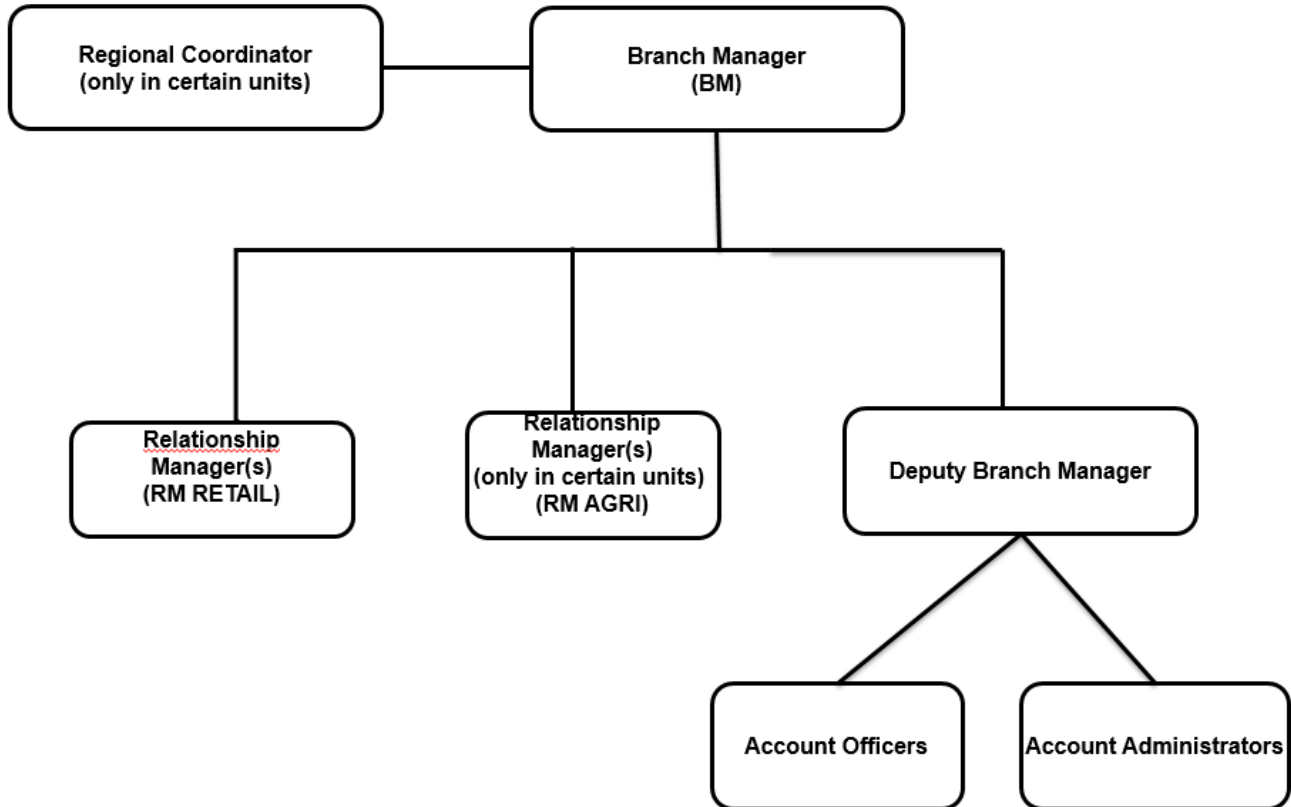 Regional Coordinator
(only in certain units)
Branch Manager
(BM)
Relationship
Manager(s)
(RM RETAIL)
Relationship
Manager(s)
(only in certain units)
(RM AGRI)
Deputy Branch Manager
Account Officers
Account Administrators